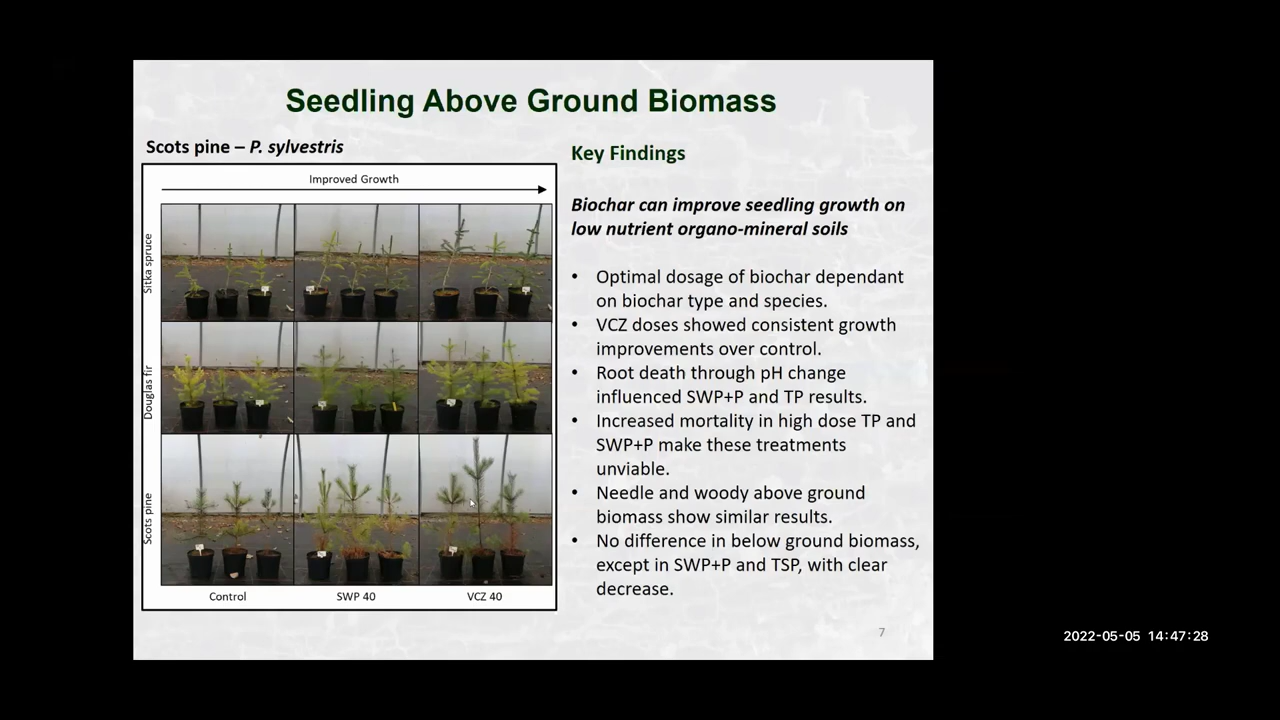 Seedling Above Ground Biomass
Scots pine – P. sylvestris
Improved Growth
Sitka spruce
Douglas fir
Scots pine
Control
SWP 40
VCZ 40
Key Findings
Biochar can improve seedling growth on
low nutrient organo-mineral soils
• Optimal dosage of biochar dependant
on biochar type and species.
• VCZ doses showed consistent growth
improvements over control.
• Root death through pH change
influenced SWP+P and TP results.
• Increased mortality in high dose TP and
SWP+P make these treatments
unviable.
• Needle and woody above ground
biomass show similar results.
• No difference in below ground biomass,
except in SWP+P and TSP, with clear
decrease.
7
2022-05-05 14:47:28